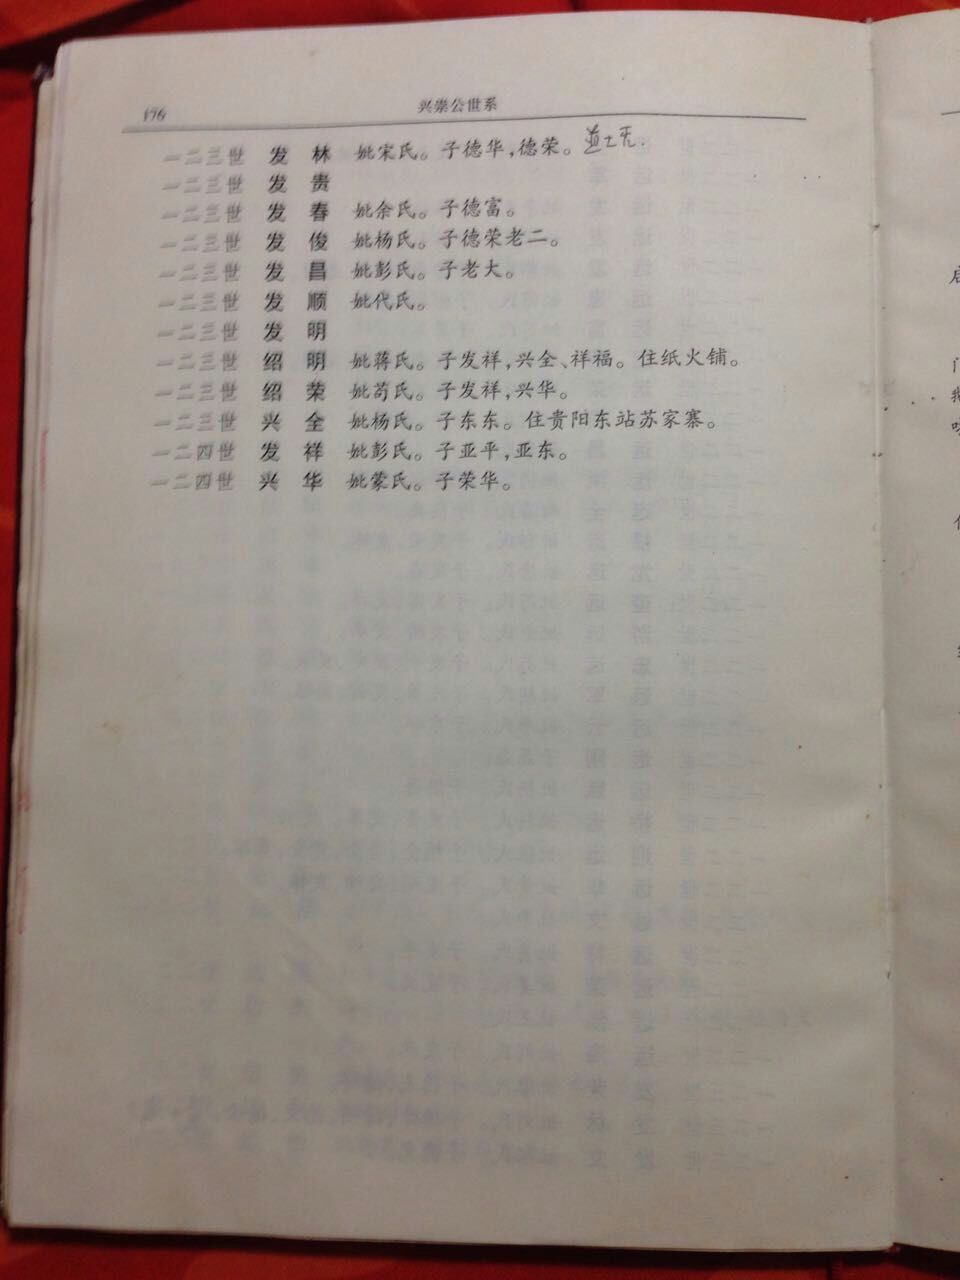 176
兴崇公世系
一二三世 发 林 妣宋氏。子德华,德荣。
一二三世 发 贵
一二三世 发 春 妣余氏。子德富。
一二三世 发 俊 妣杨氏。子德荣老二。
一二三世 发 昌 妣彭氏。子老大。
一二三世 发 顺 妣代氏。
一二三世 发 明
一二三世 绍 明 妣蒋氏。子发祥,兴全、祥福。住纸火铺。
一二三世 绍 荣 妣苟氏。子发祥,兴华。
一二三世 兴 全 妣杨氏。子东东。住贵阳东站苏家寨。
一二四世 发 祥 妣彭氏。子亚平,亚东。
一二四世 兴 华 妣蒙氏。子荣华。